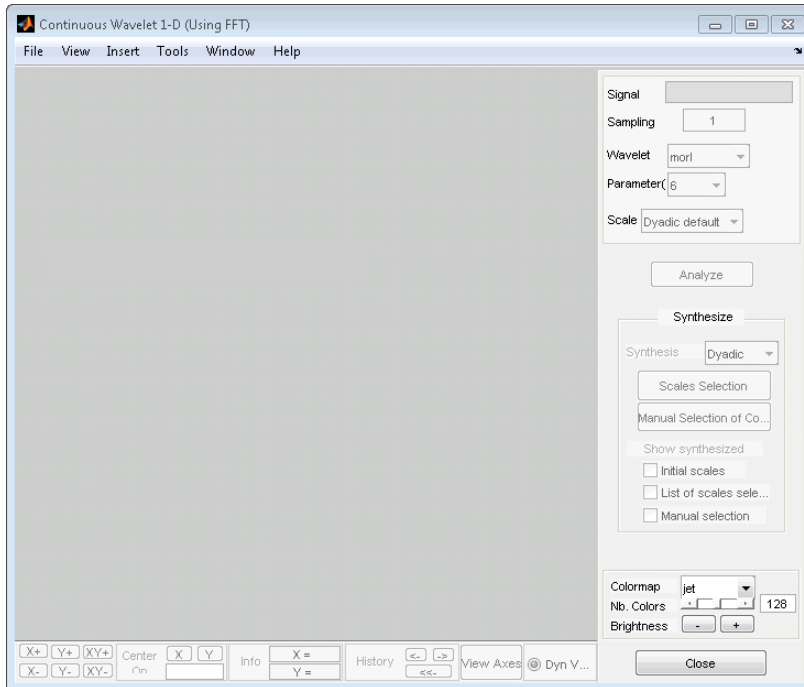 Continuous Wavelet 1-D (Using FFT)
File View Insert Tools Window Help
Signal
Sampling 1
Wavelet morl
Parameter( 6
Scale Dyadic default
Analyze
Synthesize
Synthesis Dyadic
Scales Selection
Manual Selection of Co...
Show synthesized
Initial scales
List of scales sele...
Manual selection
Colormap jet
Nb. Colors 128
Brightness - +
X+ Y+ XY+ Center X Y Info X = History <- -> View Axes Dyn V...
X- Y- XY- On Y = <<-
Close